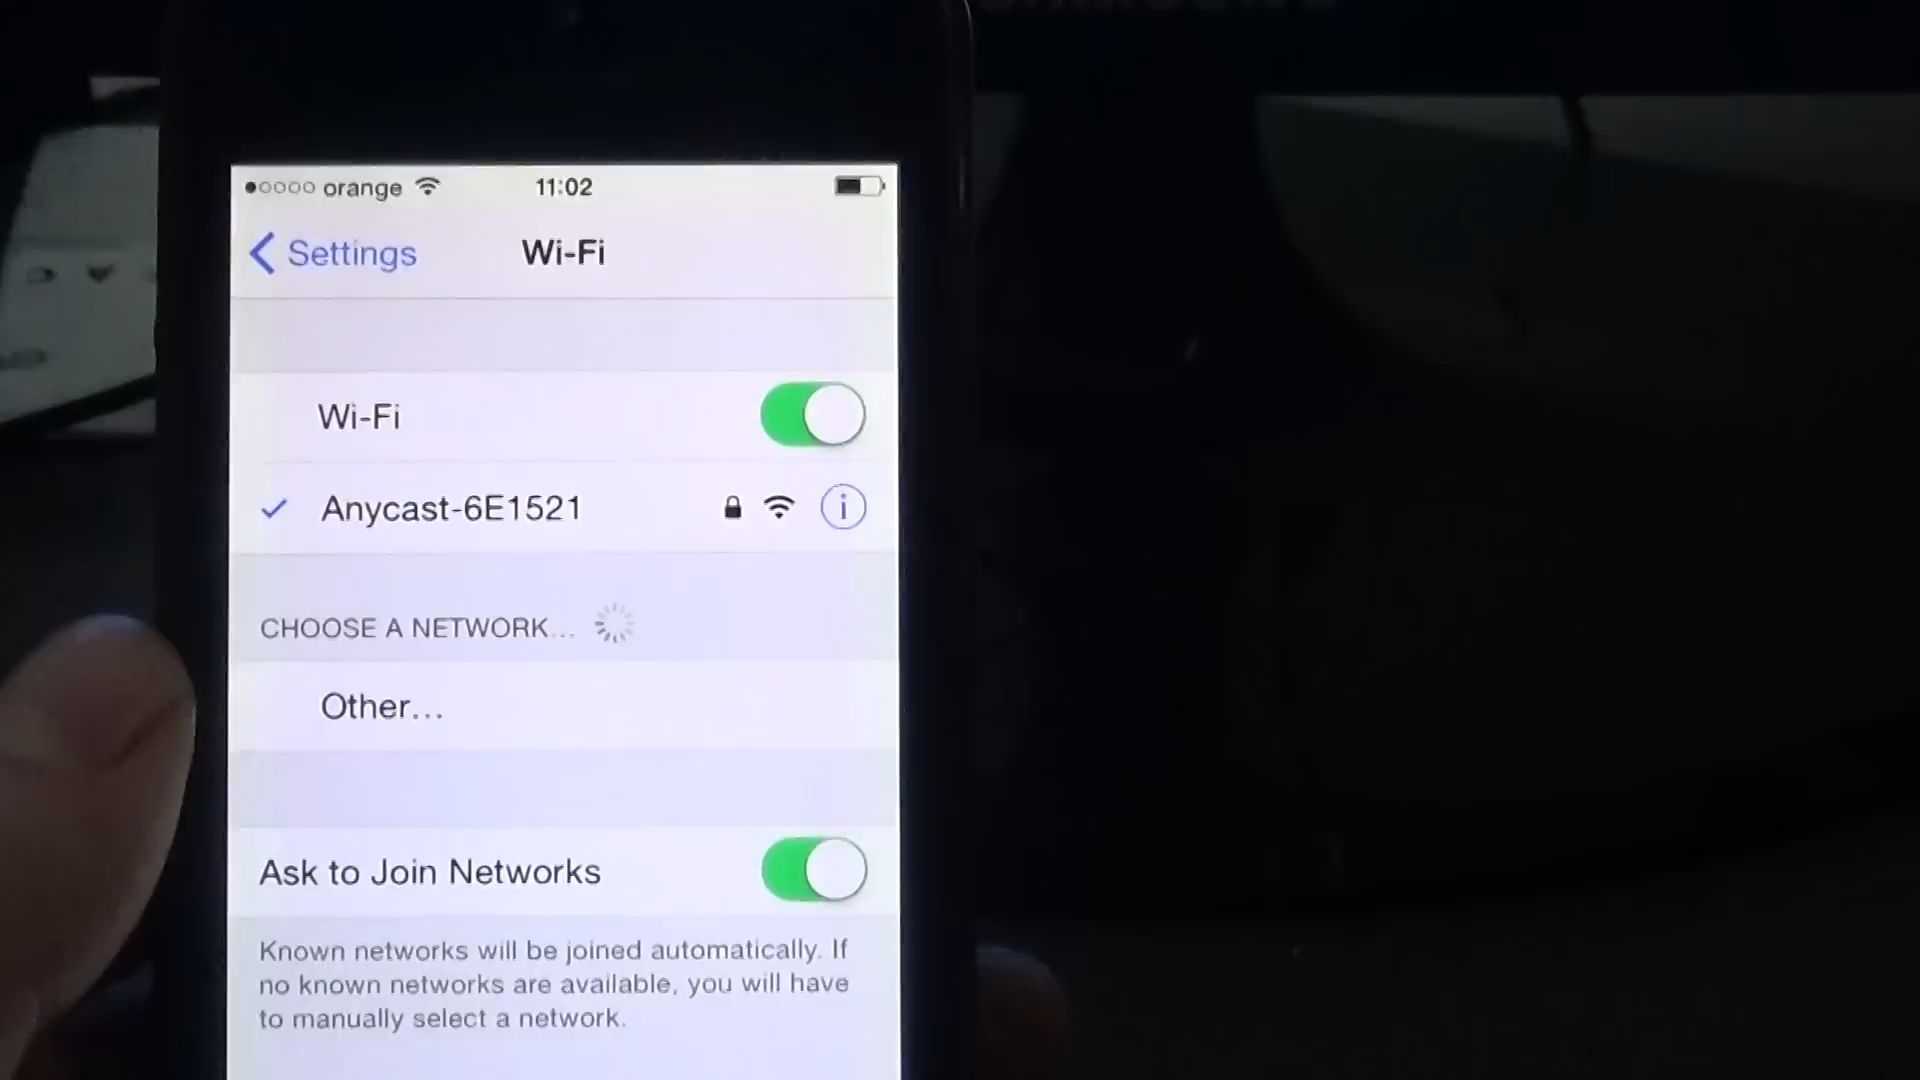 orange 11:02
Settings Wi-Fi
Wi-Fi
Anycast-6E1521
CHOOSE A NETWORK...
Other...
Ask to Join Networks
Known networks will be joined automatically. If
no known networks are available, you will have
to manually select a network.